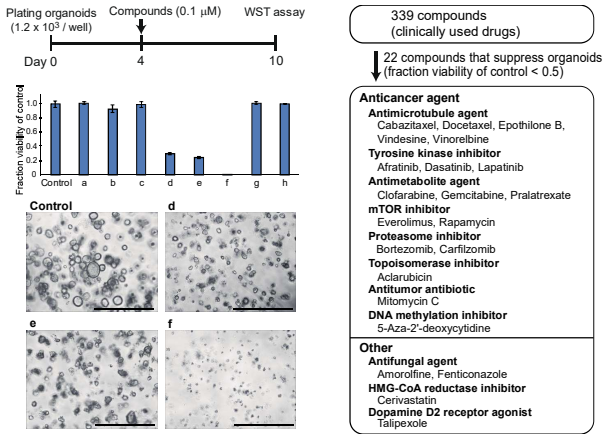 Plating organoids
(1.2 x 10³ / well)
Compounds (0.1 μM)
WST assay
Day 0
4
10
Fraction viability of control
1.0
0.8
0.6
0.4
0.2
0
Control a b c d e f g h
Control
d
e
f
339 compounds
(clinically used drugs)
22 compounds that suppress organoids
(fraction viability of control < 0.5)
Anticancer agent
Antimicrotubule agent
Cabazitaxel, Docetaxel, Epothilone B,
Vindesine, Vinorelbine
Tyrosine kinase inhibitor
Afratinib, Dasatinib, Lapatinib
Antimetabolite agent
Clofarabine, Gemcitabine, Pralatrexate
mTOR inhibitor
Everolimus, Rapamycin
Proteasome inhibitor
Bortezomib, Carfilzomib
Topoisomerase inhibitor
Aclarubicin
Antitumor antibiotic
Mitomycin C
DNA methylation inhibitor
5-Aza-2'-deoxycytidine
Other
Antifungal agent
Amorolfine, Fenticonazole
HMG-CoA reductase inhibitor
Cerivastatin
Dopamine D2 receptor agonist
Talipexole